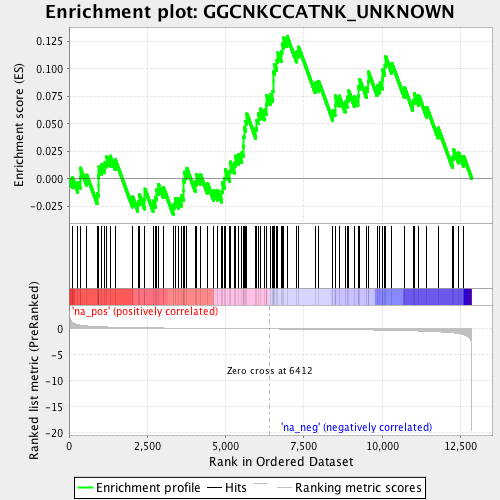 Enrichment plot: GGCNKCCATNK_UNKNOWN
Enrichment score (ES)
0.125
0.100
0.075
0.050
0.025
0.000
-0.025
'na_pos' (positively correlated)
Ranked list metric (PreRanked)
0
-5
-10
-15
-20
Zero cross at 6412
'na_neg' (negatively correlated)
0
2,500
5,000
7,500
10,000
12,500
Rank in Ordered Dataset
Enrichment profile
Hits
Ranking metric scores